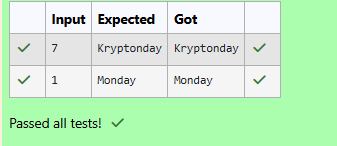 Input Expected Got
7 Kryptonday Kryptonday
1 Monday Monday
Passed all tests!